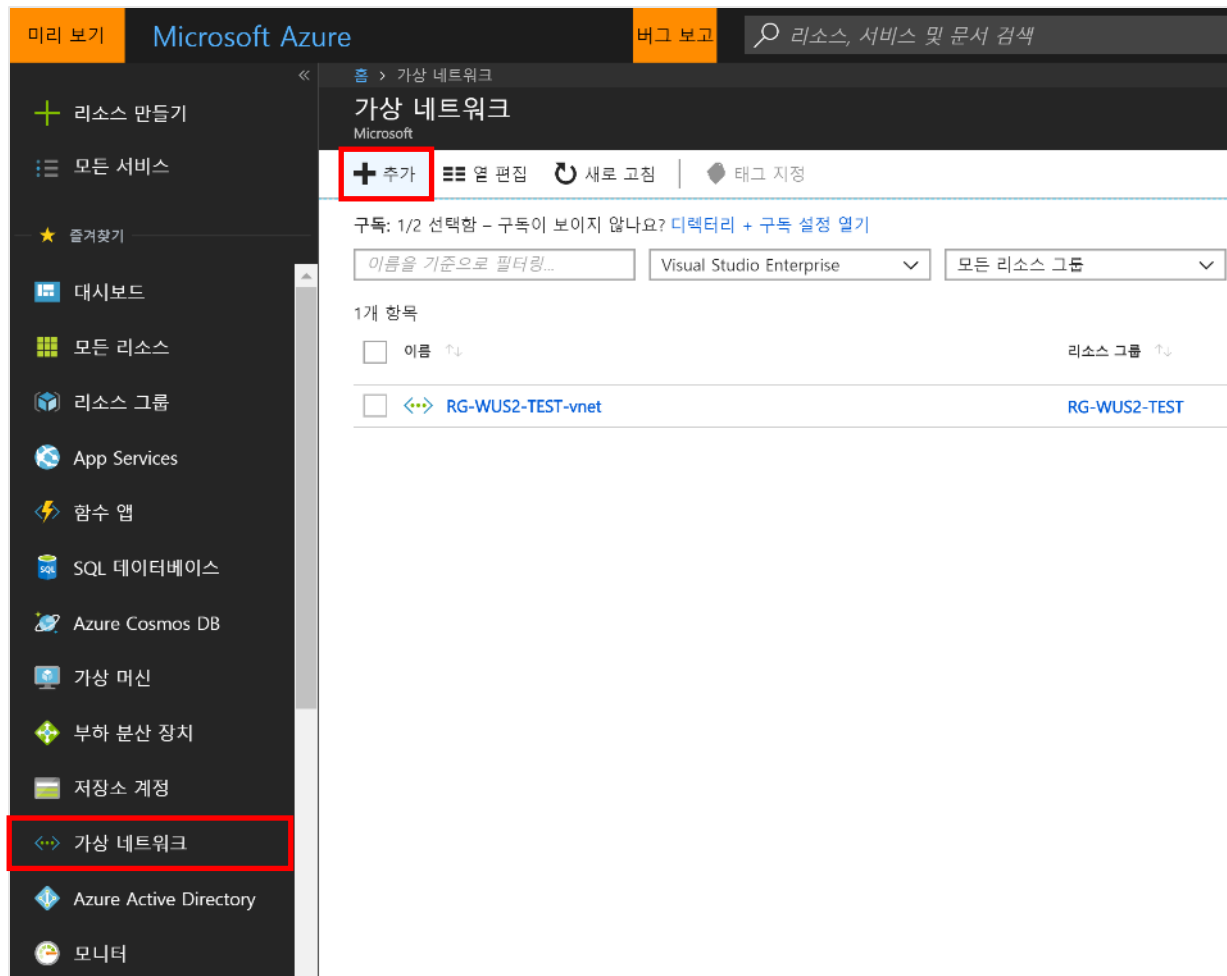 미리 보기
Microsoft Azure
버그 보고
리소스, 서비스 및 문서 검색
«
리소스 만들기
모든 서비스
즐겨찾기
대시보드
모든 리소스
리소스 그룹
App Services
함수 앱
SQL 데이터베이스
Azure Cosmos DB
가상 머신
부하 분산 장치
저장소 계정
가상 네트워크
Azure Active Directory
모니터
홈 > 가상 네트워크
가상 네트워크
Microsoft
추가 열 편집 새로 고침 태그 지정
구독: 1/2 선택함 – 구독이 보이지 않나요? 디렉터리 + 구독 설정 열기
이름을 기준으로 필터링... Visual Studio Enterprise 모든 리소스 그룹
1개 항목
이름 ↑↓ 리소스 그룹 ↑↓
RG-WUS2-TEST-vnet RG-WUS2-TEST